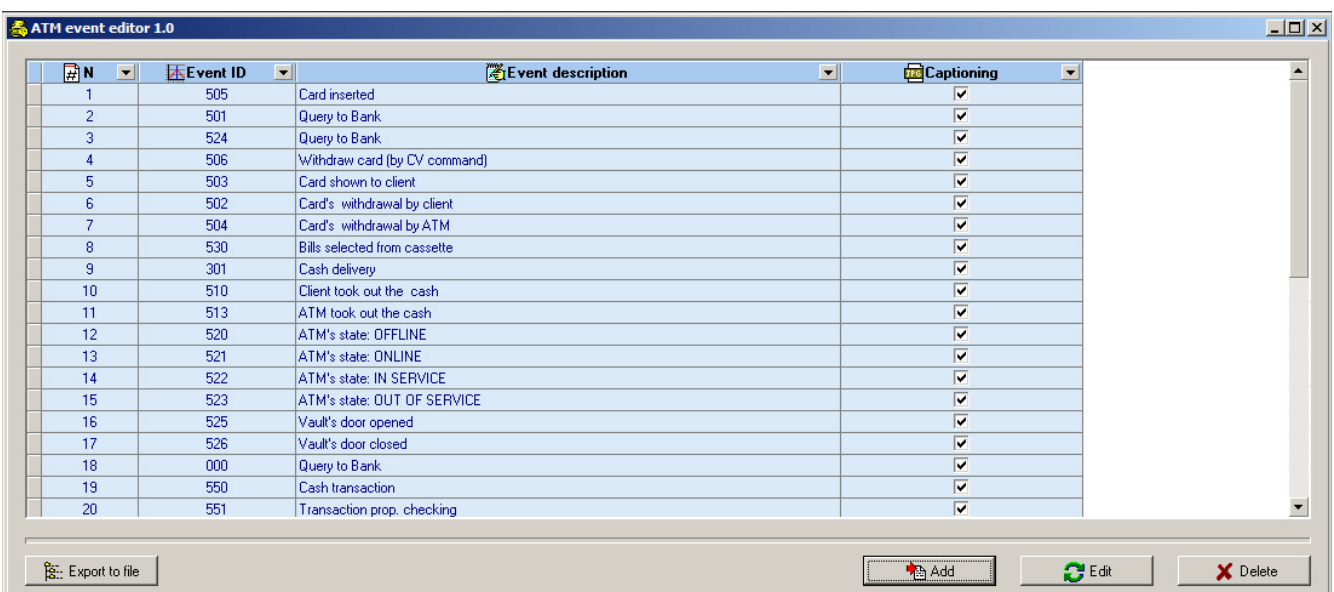 ATM event editor 1.0
N Event ID Event description Captioning
1 505 Card inserted
2 501 Query to Bank
3 524 Query to Bank
4 506 Withdraw card (by CV command)
5 503 Card shown to client
6 502 Card's  withdrawal by client
7 504 Card's  withdrawal by ATM
8 530 Bills selected from cassette
9 301 Cash delivery
10 510 Client took out the  cash
11 513 ATM took out the cash
12 520 ATM's state: OFFLINE
13 521 ATM's state: ONLINE
14 522 ATM's state: IN SERVICE
15 523 ATM's state: OUT OF SERVICE
16 525 Vault's door opened
17 526 Vault's door closed
18 000 Query to Bank
19 550 Cash transaction
20 551 Transaction prop. checking
Export to file Add Edit Delete